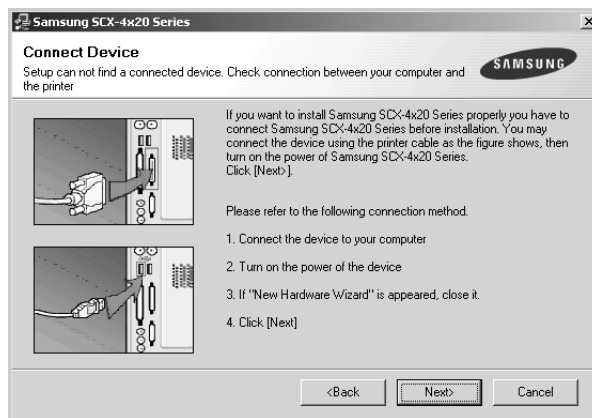 Samsung SCX-4x20 Series
Connect Device
Setup can not find a connected device. Check connection between your computer and
the printer
SAMSUNG
If you want to install Samsung SCX-4x20 Series properly you have to
connect Samsung SCX-4x20 Series before installation. You may
connect the device using the printer cable as the figure shows, then
turn on the power of Samsung SCX-4x20 Series.
Click [Next>].
Please refer to the following connection method.
1. Connect the device to your computer
2. Turn on the power of the device
3. If "New Hardware Wizard" is appeared, close it.
4. Click [Next]
<Back
Next>
Cancel